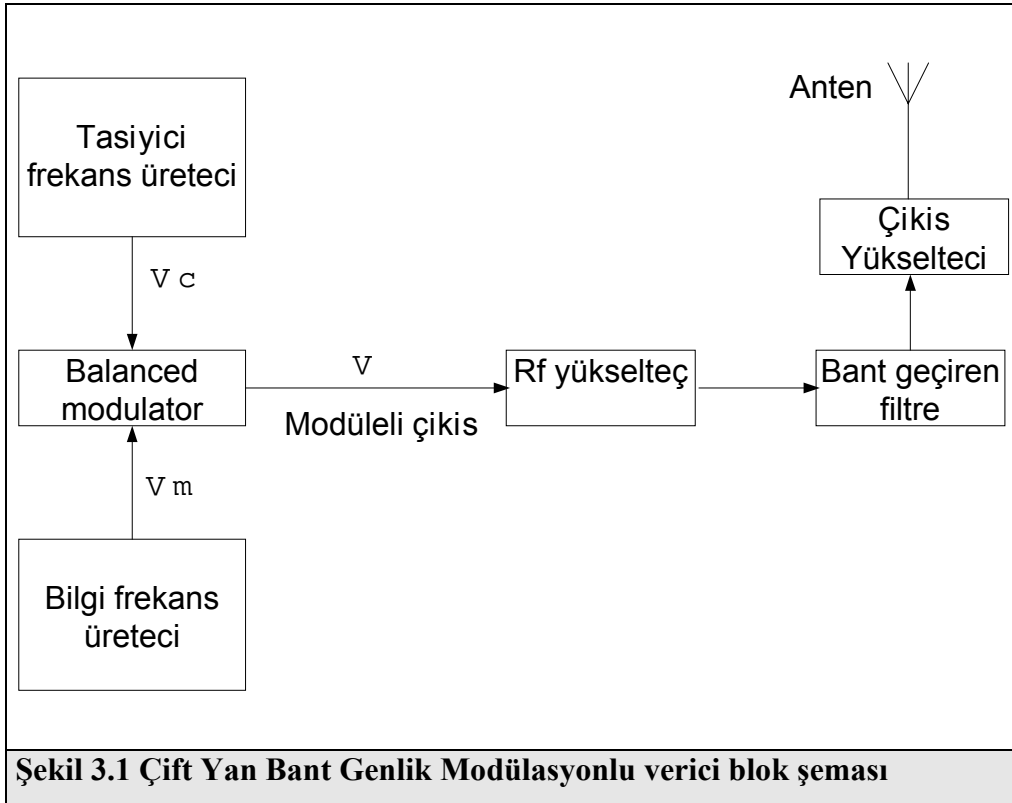 Anten
Tasiyici
frekans üreteci
Çikis
Yükselteci
V c
Balanced
modulator
V
Modüleli çikis
Rf yükselteç
Bant geçiren
filtre
V m
Bilgi frekans
üreteci
Şekil 3.1 Çift Yan Bant Genlik Modülasyonlu verici blok şeması